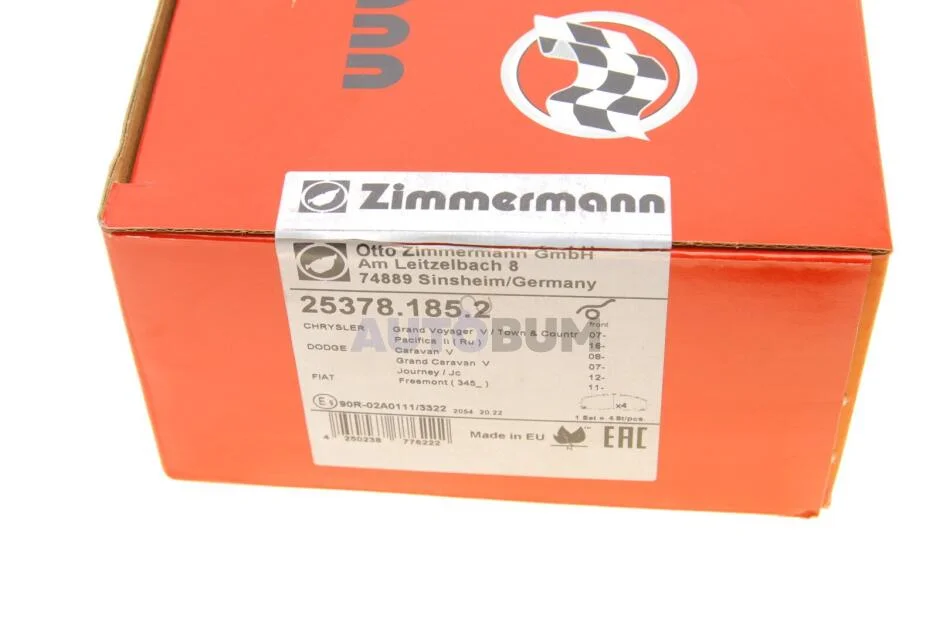 Zimmermann
Otto Zimmermann GmbH
Am Leitzelbach 8
74889 Sinsheim/Germany
25378.185.2
front
CHRYSLER Grand Voyager V / Town & Countr 07-
Pacifica II ( Ru ) 16-
DODGE Caravan V 08-
Grand Caravan V 07-
Journey / Jc 12-
FIAT Freemont ( 345_ ) 11-
AUTOBUM
x4
1 Set = 4 St/pcs.
E 90R-02A0111/3322 2054 20.22
4 250238 776222
Made in EU
EAC